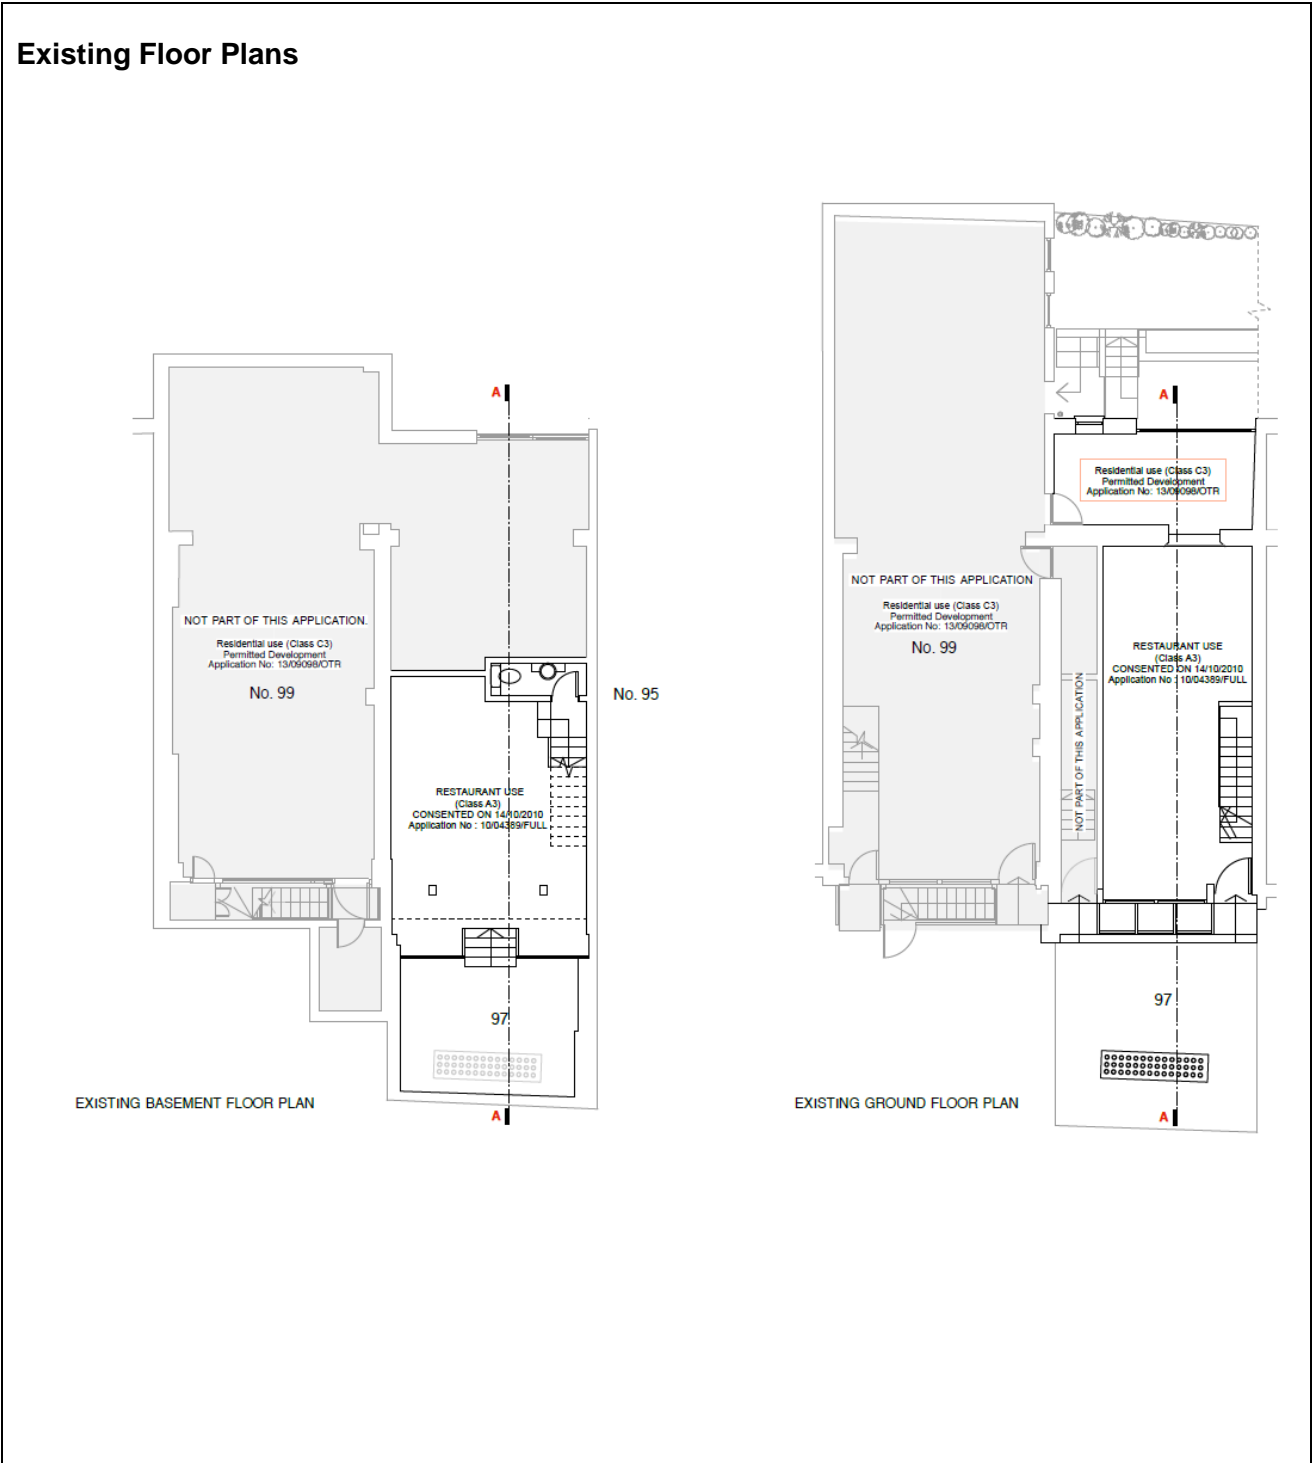 Existing Floor Plans
A
NOT PART OF THIS APPLICATION.
Residential use (Class C3)
Permitted Development
Application No: 13/09098/OTR
No. 99
No. 95
RESTAURANT USE
(Class A3)
CONSENTED ON 14/10/2010
Application No : 10/04389/FULL
97
EXISTING BASEMENT FLOOR PLAN
A
A
Residential use (Class C3)
Permitted Development
Application No: 13/09098/OTR
NOT PART OF THIS APPLICATION
Residential use (Class C3)
Permitted Development
Application No: 13/09098/OTR
No. 99
RESTAURANT USE
(Class A3)
CONSENTED ON 14/10/2010
Application No : 10/04389/FULL
NOT PART OF THIS APPLICATION
97
EXISTING GROUND FLOOR PLAN
A